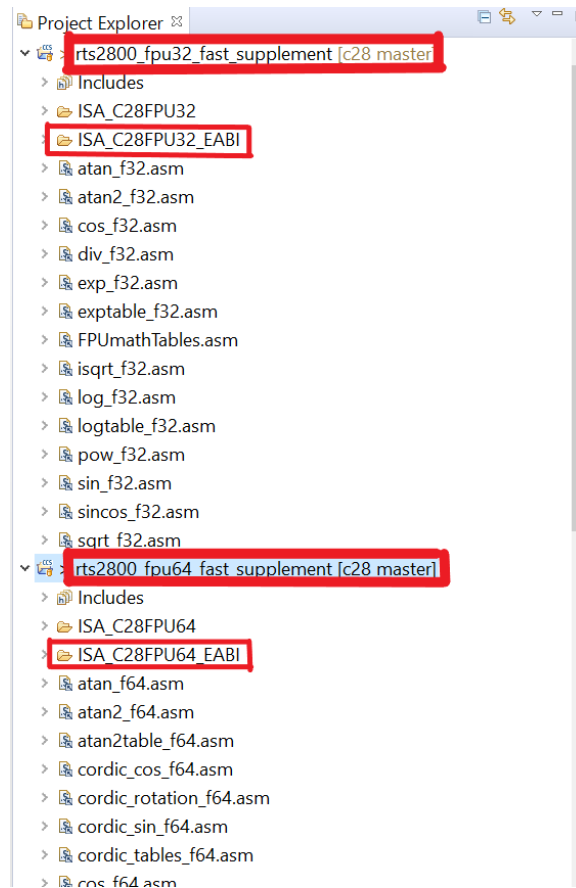 Project Explorer
> rts2800_fpu32_fast_supplement [c28 master]
Includes
ISA_C28FPU32
ISA_C28FPU32_EABI
atan_f32.asm
atan2_f32.asm
cos_f32.asm
div_f32.asm
exp_f32.asm
exptable_f32.asm
FPUmathTables.asm
isqrt_f32.asm
log_f32.asm
logtable_f32.asm
pow_f32.asm
sin_f32.asm
sincos_f32.asm
sqrt_f32.asm
> rts2800_fpu64_fast_supplement [c28 master]
Includes
ISA_C28FPU64
ISA_C28FPU64_EABI
atan_f64.asm
atan2_f64.asm
atan2table_f64.asm
cordic_cos_f64.asm
cordic_rotation_f64.asm
cordic_sin_f64.asm
cordic_tables_f64.asm
cos_f64.asm